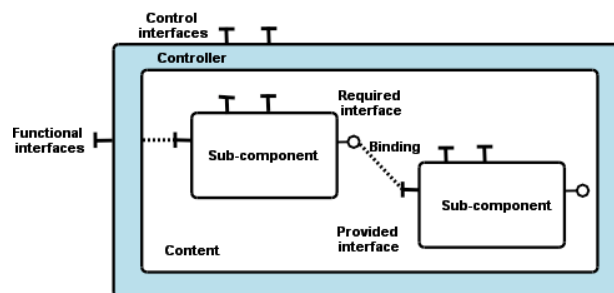 Control
interfaces
Controller
Required
interface
Functional
interfaces
Sub-component
Binding
Sub-component
Provided
interface
Content